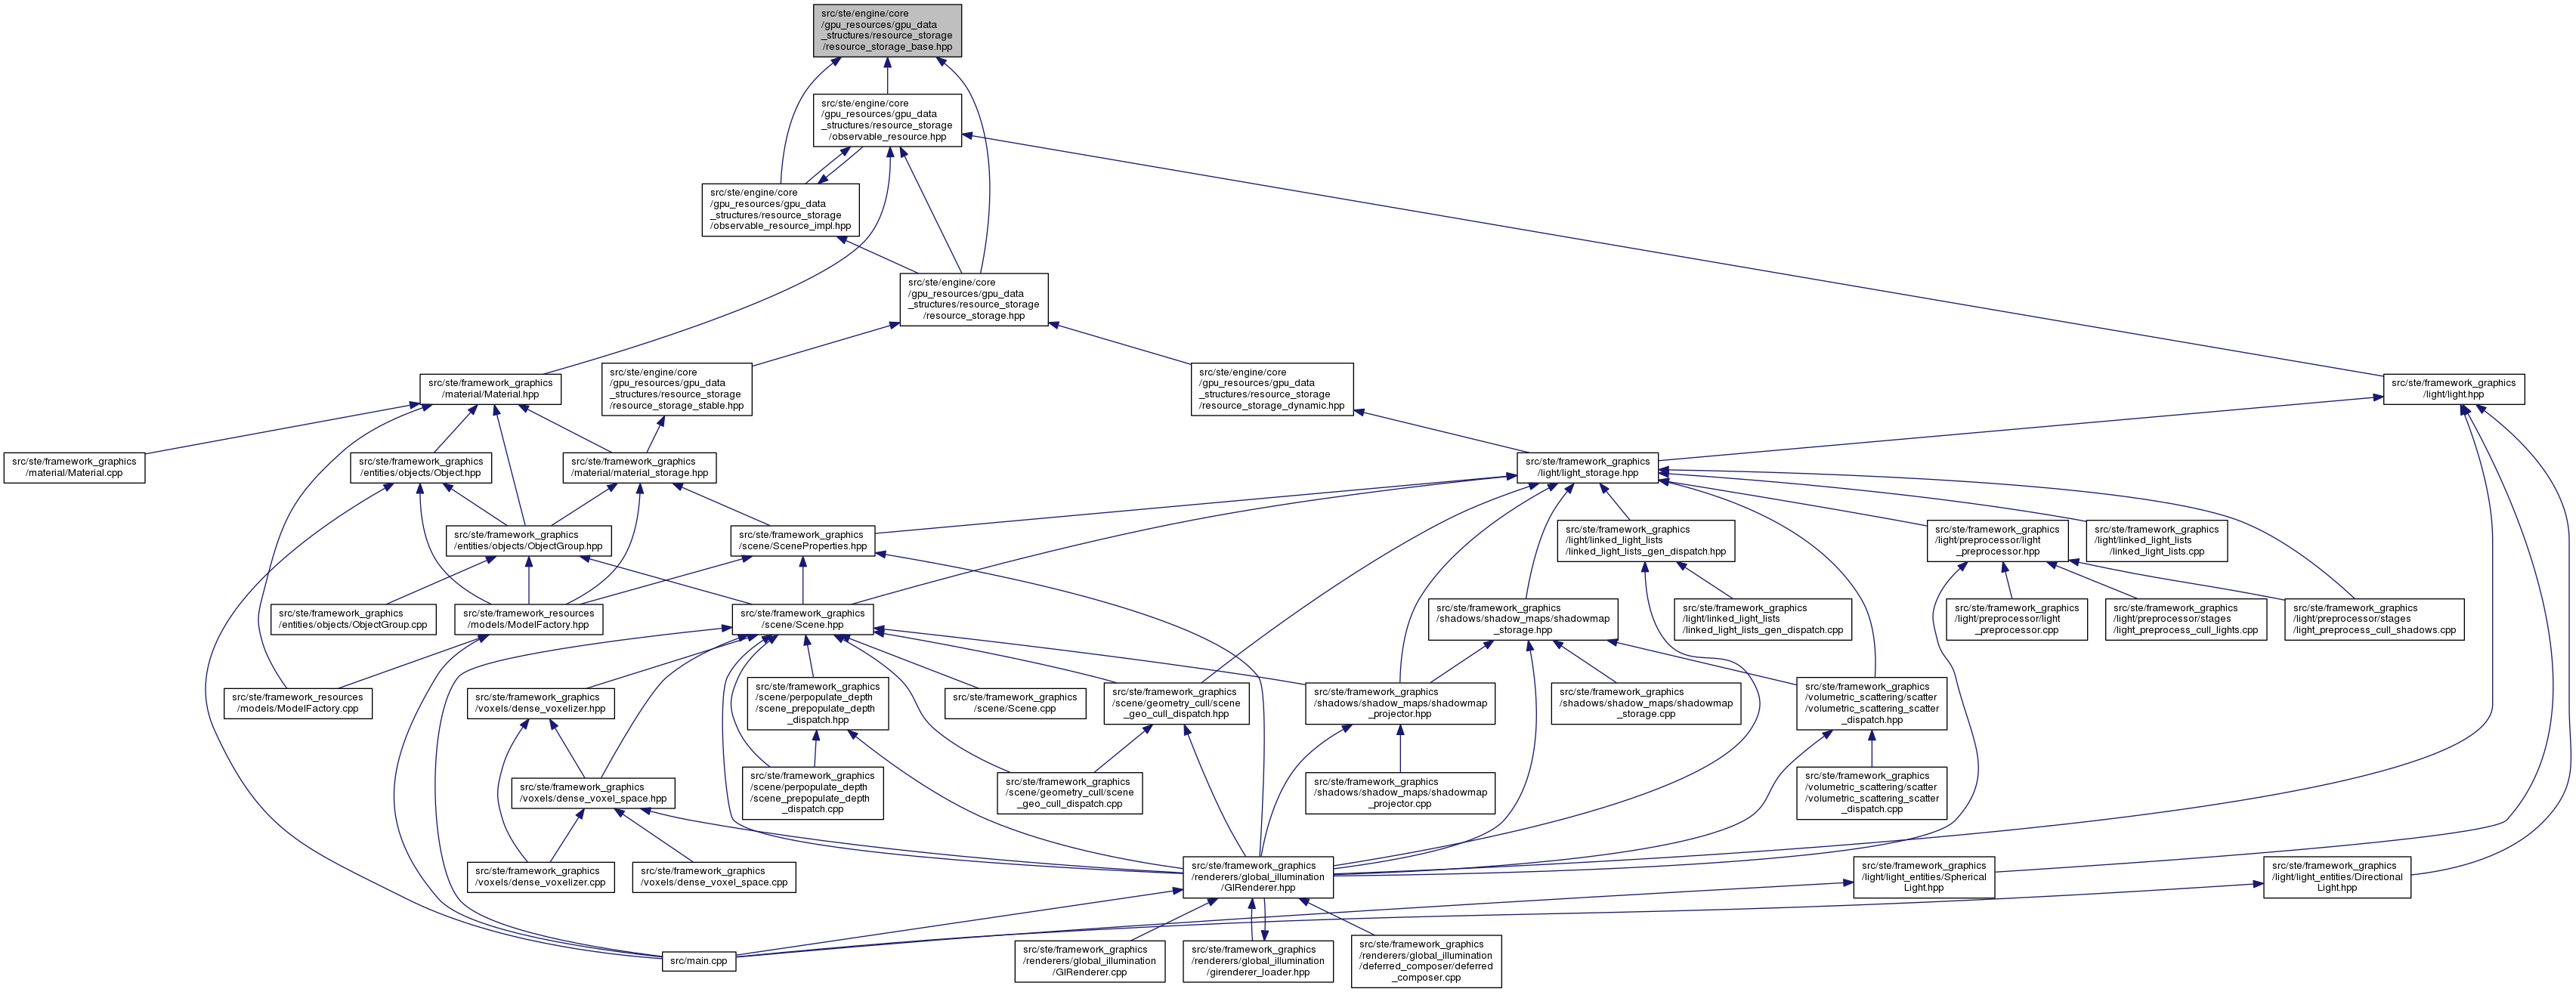 src/ste/engine/core
/gpu_resources/gpu_data
_structures/resource_storage
/resource_storage_base.hpp
src/ste/engine/core
/gpu_resources/gpu_data
_structures/resource_storage
/observable_resource.hpp
src/ste/engine/core
/gpu_resources/gpu_data
_structures/resource_storage
/observable_resource_impl.hpp
src/ste/engine/core
/gpu_resources/gpu_data
_structures/resource_storage
/resource_storage.hpp
src/ste/framework_graphics
/material/Material.hpp
src/ste/engine/core
/gpu_resources/gpu_data
_structures/resource_storage
/resource_storage_stable.hpp
src/ste/engine/core
/gpu_resources/gpu_data
_structures/resource_storage
/resource_storage_dynamic.hpp
src/ste/framework_graphics
/light/light.hpp
src/ste/framework_graphics
/material/Material.cpp
src/ste/framework_graphics
/entities/objects/Object.hpp
src/ste/framework_graphics
/material/material_storage.hpp
src/ste/framework_graphics
/light/light_storage.hpp
src/ste/framework_graphics
/entities/objects/ObjectGroup.hpp
src/ste/framework_graphics
/scene/SceneProperties.hpp
src/ste/framework_graphics
/light/linked_light_lists
/linked_light_lists_gen_dispatch.hpp
src/ste/framework_graphics
/light/preprocessor/light
_preprocessor.hpp
src/ste/framework_graphics
/light/linked_light_lists
/linked_light_lists.cpp
src/ste/framework_graphics
/entities/objects/ObjectGroup.cpp
src/ste/framework_resources
/models/ModelFactory.hpp
src/ste/framework_graphics
/scene/Scene.hpp
src/ste/framework_graphics
/shadows/shadow_maps/shadowmap
_storage.hpp
src/ste/framework_graphics
/light/linked_light_lists
/linked_light_lists_gen_dispatch.cpp
src/ste/framework_graphics
/light/preprocessor/light
_preprocessor.cpp
src/ste/framework_graphics
/light/preprocessor/stages
/light_preprocess_cull_lights.cpp
src/ste/framework_graphics
/light/preprocessor/stages
/light_preprocess_cull_shadows.cpp
src/ste/framework_resources
/models/ModelFactory.cpp
src/ste/framework_graphics
/voxels/dense_voxelizer.hpp
src/ste/framework_graphics
/scene/perpopulate_depth
/scene_prepopulate_depth
_dispatch.hpp
src/ste/framework_graphics
/scene/Scene.cpp
src/ste/framework_graphics
/scene/geometry_cull/scene
_geo_cull_dispatch.hpp
src/ste/framework_graphics
/shadows/shadow_maps/shadowmap
_projector.hpp
src/ste/framework_graphics
/shadows/shadow_maps/shadowmap
_storage.cpp
src/ste/framework_graphics
/volumetric_scattering/scatter
/volumetric_scattering_scatter
_dispatch.hpp
src/ste/framework_graphics
/voxels/dense_voxel_space.hpp
src/ste/framework_graphics
/scene/perpopulate_depth
/scene_prepopulate_depth
_dispatch.cpp
src/ste/framework_graphics
/scene/geometry_cull/scene
_geo_cull_dispatch.cpp
src/ste/framework_graphics
/shadows/shadow_maps/shadowmap
_projector.cpp
src/ste/framework_graphics
/volumetric_scattering/scatter
/volumetric_scattering_scatter
_dispatch.cpp
src/ste/framework_graphics
/voxels/dense_voxelizer.cpp
src/ste/framework_graphics
/voxels/dense_voxel_space.cpp
src/ste/framework_graphics
/renderers/global_illumination
/GIRenderer.hpp
src/ste/framework_graphics
/light/light_entities/Spherical
Light.hpp
src/ste/framework_graphics
/light/light_entities/Directional
Light.hpp
src/main.cpp
src/ste/framework_graphics
/renderers/global_illumination
/GIRenderer.cpp
src/ste/framework_graphics
/renderers/global_illumination
/girenderer_loader.hpp
src/ste/framework_graphics
/renderers/global_illumination
/deferred_composer/deferred
_composer.cpp